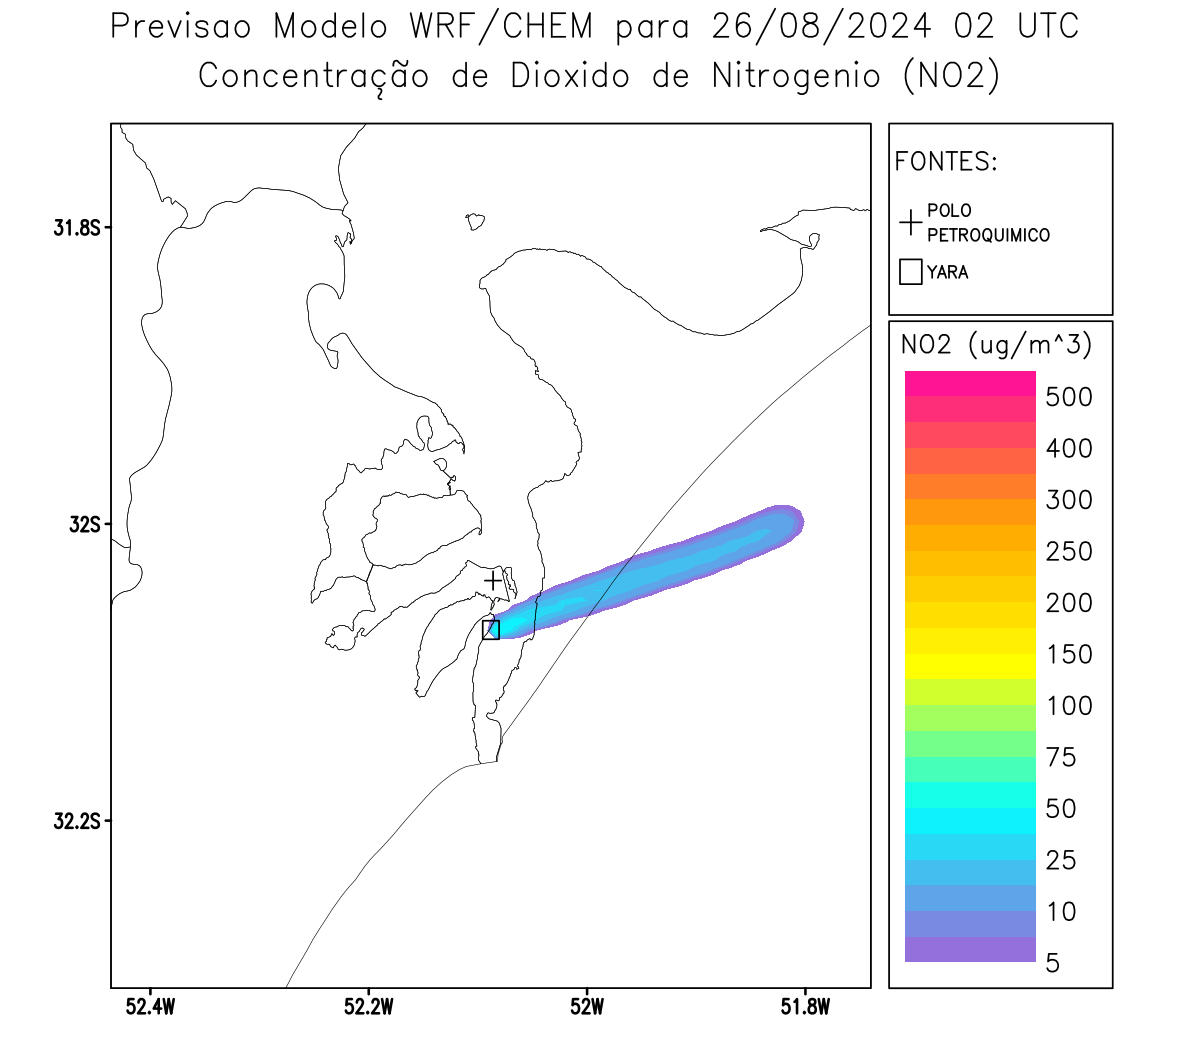 Previsao Modelo WRF/CHEM para 26/08/2024 02 UTC
Concentração de Dioxido de Nitrogenio (NO2)
FONTES:
POLO
PETROQUIMICO
YARA
NO2 (ug/m^3)
500
400
300
250
200
150
100
75
50
25
10
5
31.8S
32S
32.2S
52.4W
52.2W
52W
51.8W